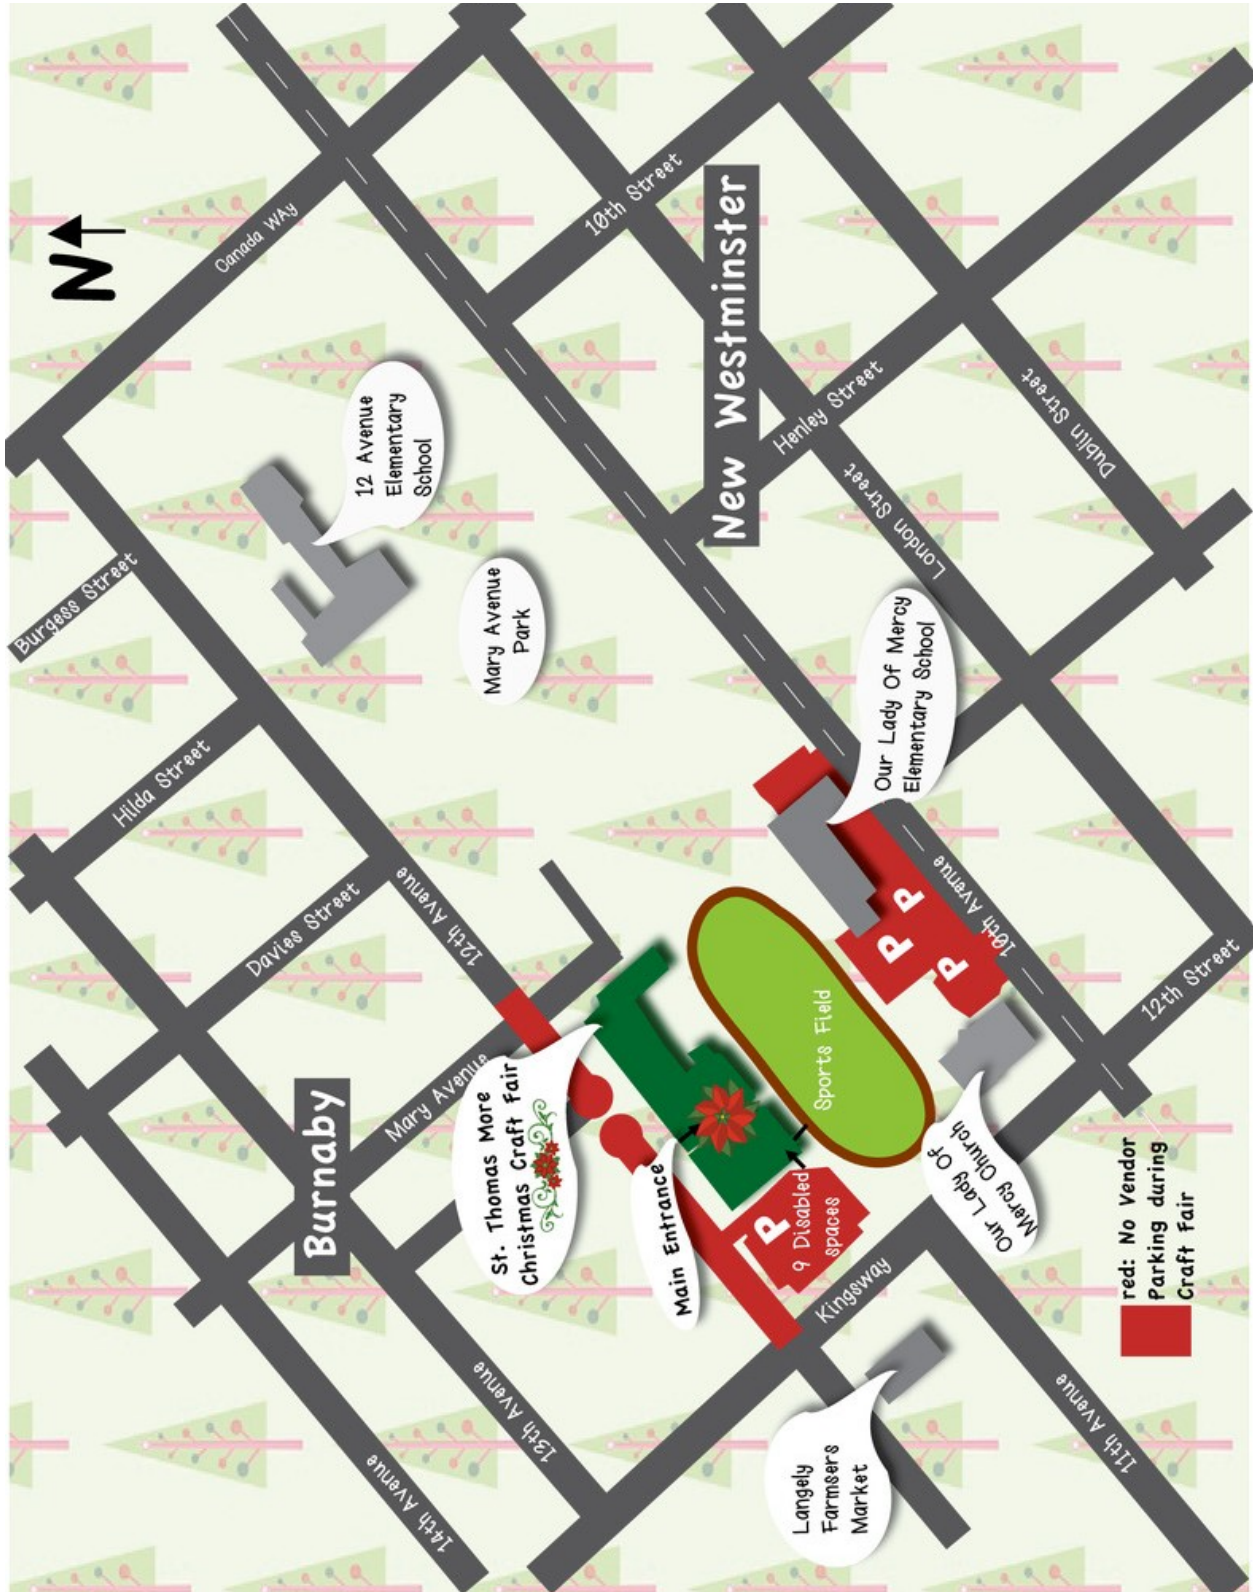 N
Canada WAy
10th Street
New Westminster
Henley Street
Dublin Street
London Street
12 Avenue
Elementary
School
Mary Avenue
Park
Our Lady Of Mercy
Elementary School
Burgess Street
Hilda Street
Davies Street
12th Avenue
Mary Avenue
Burnaby
St. Thomas More
Christmas Craft Fair
Main Entrance
Sports Field
P
P
P
10th Avenue
12th Street
P
9 Disabled
spaces
Our Lady Of
Mercy Church
Kingsway
14th Avenue
13th Avenue
Langely
Farmsers
Market
11th Avenue
red: No Vendor
Parking during
Craft Fair